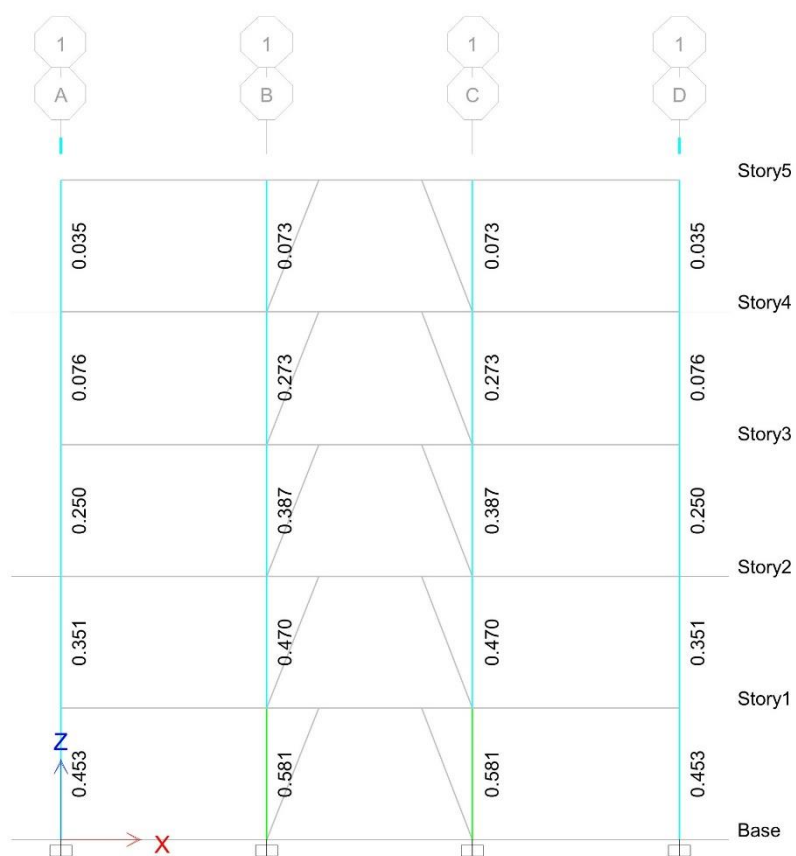 1 1 1 1
A B C D
Story5
0.035 0.073 0.073 0.035
Story4
0.076 0.273 0.273 0.076
Story3
0.250 0.387 0.387 0.250
Story2
0.351 0.470 0.470 0.351
Story1
Z
0.453 0.581 0.581 0.453
Base
X